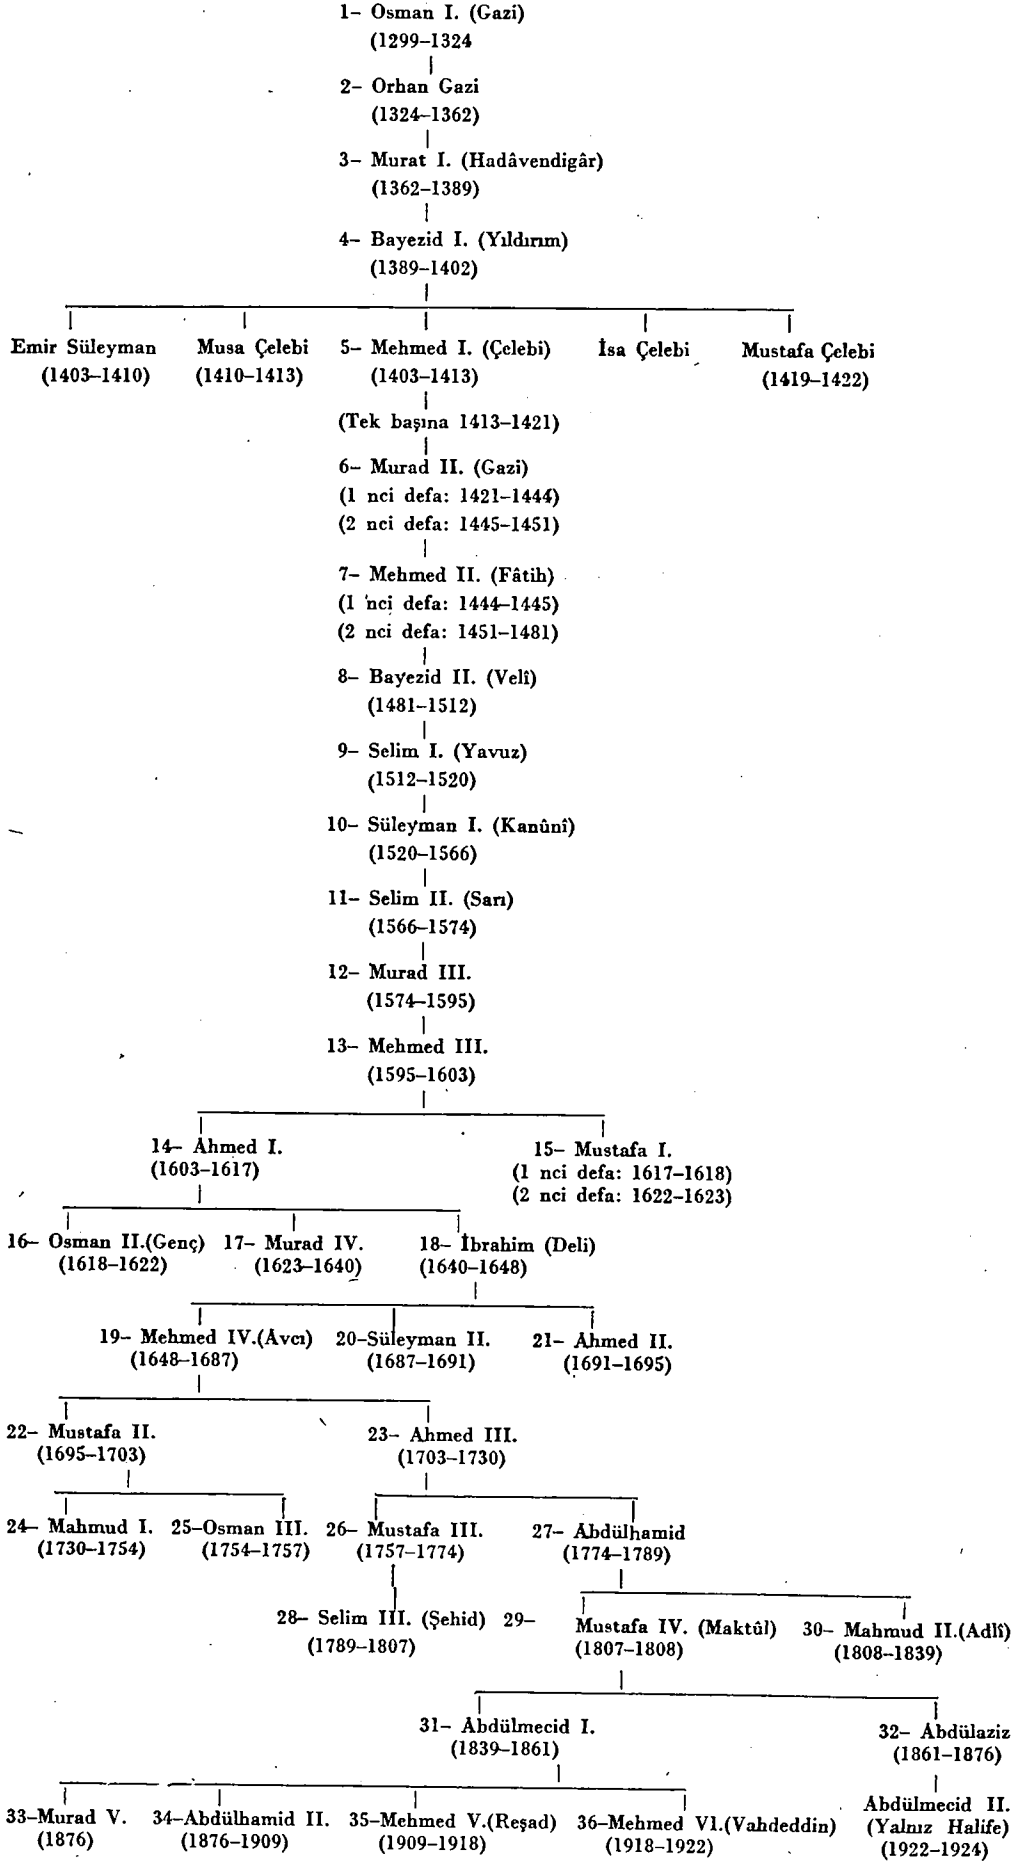 1– Osman I. (Gazi)
(1299–1324
2– Orhan Gazi
(1324–1362)
3– Murat I. (Hadâvendigâr)
(1362–1389)
4– Bayezid I. (Yıldırım)
(1389–1402)
Emir Süleyman Musa Çelebi 5– Mehmed I. (Çelebi) İsa Çelebi Mustafa Çelebi
(1403–1410) (1410–1413) (1403–1413) (1419–1422)
(Tek başına 1413–1421)
6– Murad II. (Gazi)
(1 nci defa: 1421–1444)
(2 nci defa: 1445–1451)
7– Mehmed II. (Fâtih)
(1 nci defa: 1444–1445)
(2 nci defa: 1451–1481)
8– Bayezid II. (Velî)
(1481–1512)
9– Selim I. (Yavuz)
(1512–1520)
10– Süleyman I. (Kanûnî)
(1520–1566)
11– Selim II. (Sarı)
(1566–1574)
12– Murad III.
(1574–1595)
13– Mehmed III.
(1595–1603)
14– Ahmed I. 15– Mustafa I.
(1603–1617) (1 nci defa: 1617–1618)
(2 nci defa: 1622–1623)
16– Osman II.(Genç) 17– Murad IV. 18– İbrahim (Deli)
(1618–1622) (1623–1640) (1640–1648)
19– Mehmed IV.(Avcı) 20–Süleyman II. 21– Ahmed II.
(1648–1687) (1687–1691) (1691–1695)
22– Mustafa II. 23– Ahmed III.
(1695–1703) (1703–1730)
24– Mahmud I. 25–Osman III. 26– Mustafa III. 27– Abdülhamid
(1730–1754) (1754–1757) (1757–1774) (1774–1789)
28– Selim III. (Şehid) 29– Mustafa IV. (Maktûl) 30– Mahmud II.(Adlî)
(1789–1807) (1807–1808) (1808–1839)
31– Abdülmecid I. 32– Abdülaziz
(1839–1861) (1861–1876)
33–Murad V. 34–Abdülhamid II. 35–Mehmed V.(Reşad) 36–Mehmed VI.(Vahdeddin) Abdülmecid II.
(1876) (1876–1909) (1909–1918) (1918–1922) (Yalnız Halife)
(1922–1924)